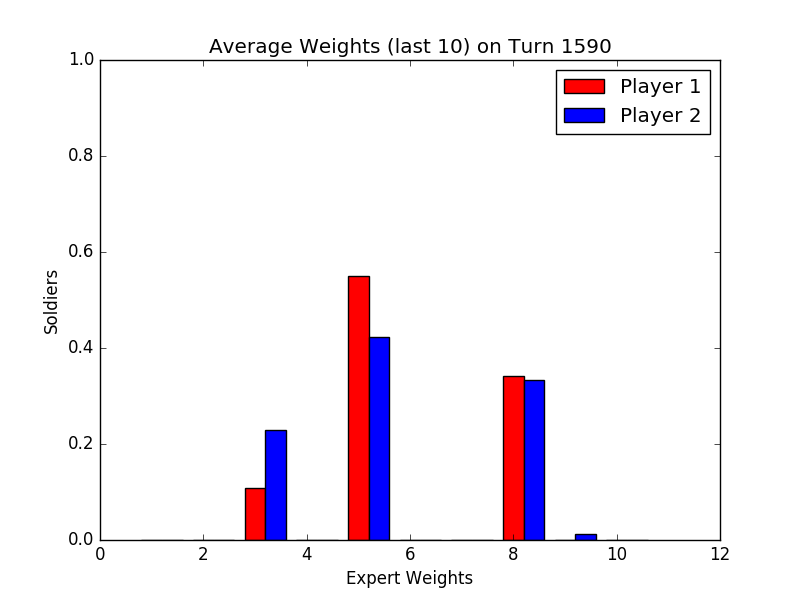 Average Weights (last 10) on Turn 1590
1.0
Player 1
Player 2
0.8
0.6
Soldiers
0.4
0.2
0.0
0 2 4 6 8 10 12
Expert Weights